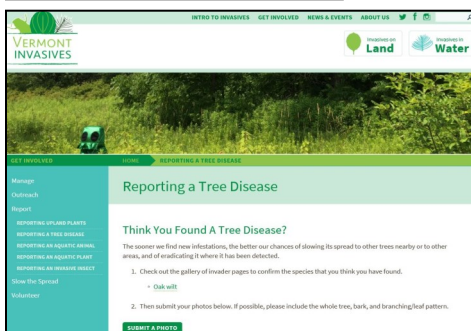 INTRO TO INVASIVES GET INVOLVED NEWS & EVENTS ABOUT US
VERMONT
INVASIVES
Invasives on
Land
Invasives in
Water
GET INVOLVED
HOME
REPORTING A TREE DISEASE
Manage
Outreach
Report
REPORTING UPLAND PLANTS
REPORTING A TREE DISEASE
REPORTING AN AQUATIC ANIMAL
REPORTING AN AQUATIC PLANT
REPORTING AN INVASIVE INSECT
Slow the Spread
Volunteer
Reporting a Tree Disease
Think You Found A Tree Disease?
The sooner we find new infestations, the better our chances of slowing its spread to other trees nearby or to other
areas, and of eradicating it where it has been detected.
1. Check out the gallery of invader pages to confirm the species that you think you have found.
Oak wilt
2. Then submit your photos below. If possible, please include the whole tree, bark, and branching/leaf pattern.
SUBMIT A PHOTO